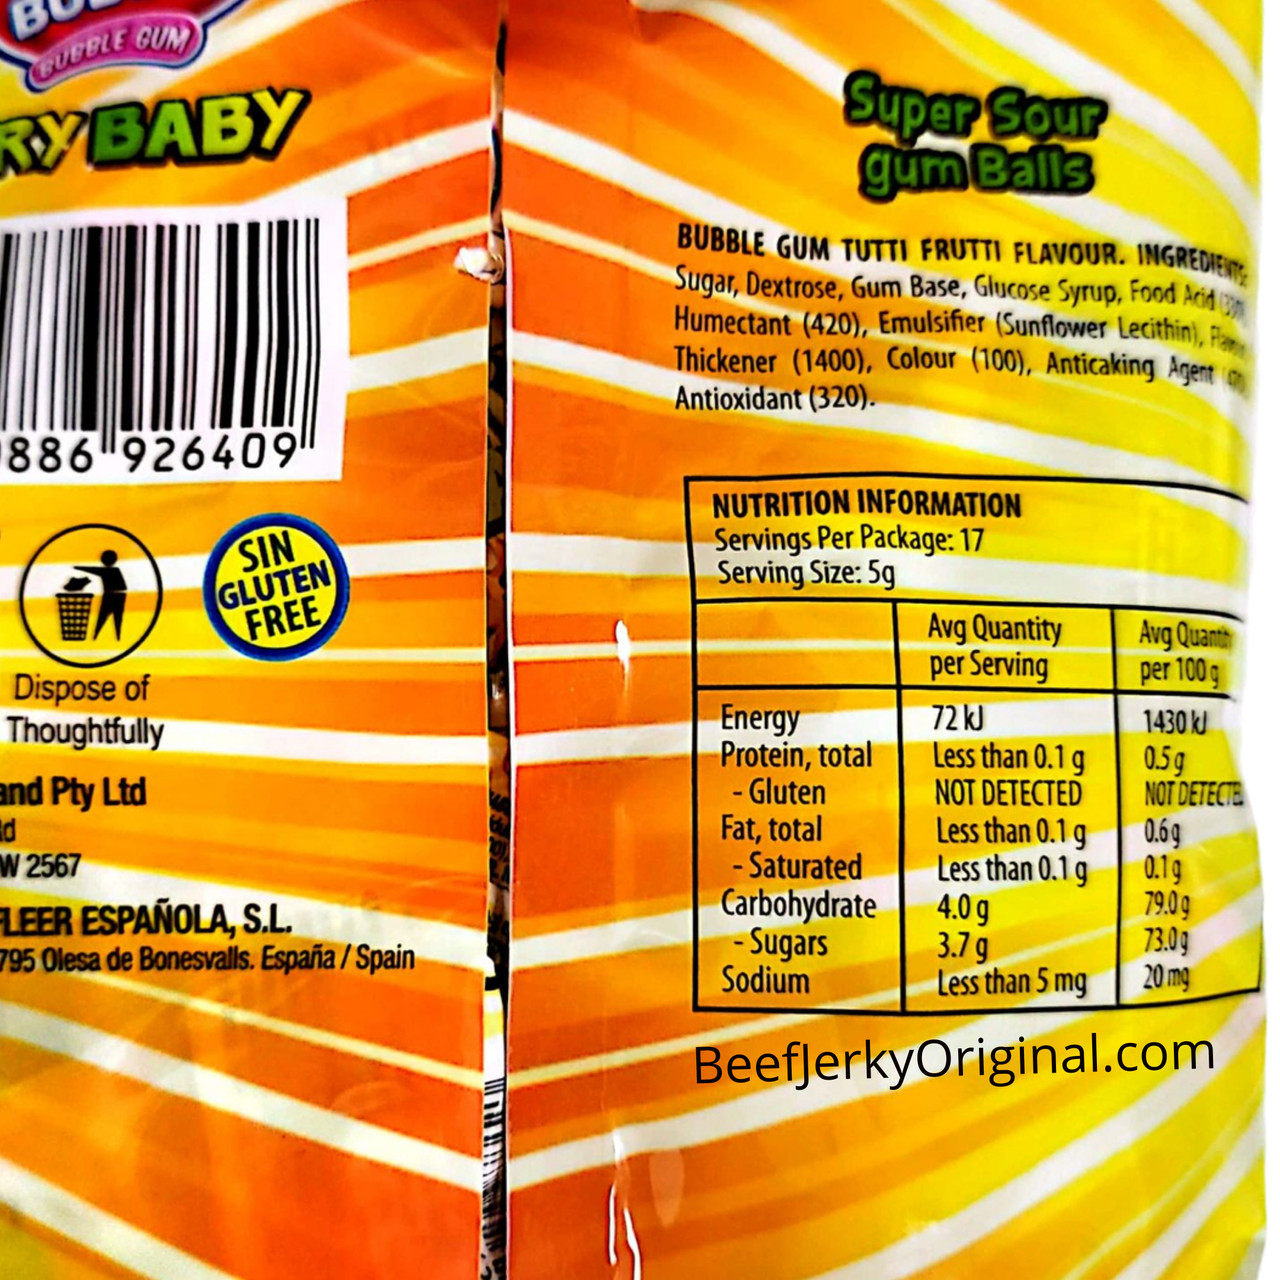 BUBBLE GUM
RY BABY
886 926409
SIN
GLUTEN
FREE
Dispose of
Thoughtfully
and Pty Ltd
W 2567
FLEER ESPAÑOLA, S.L.
795 Olesa de Bonesvalls. España / Spain
Super Sour
gum Balls
BUBBLE GUM TUTTI FRUTTI FLAVOUR. INGREDIENTS:
Sugar, Dextrose, Gum Base, Glucose Syrup, Food Acid
Humectant (420), Emulsifier (Sunflower Lecithin),
Thickener (1400), Colour (100), Anticaking Agent
Antioxidant (320).
NUTRITION INFORMATION
Servings Per Package: 17
Serving Size: 5g
Avg Quantity Avg Quantity
per Serving per 100 g
Energy 72 kJ 1430 kJ
Protein, total Less than 0.1 g 0.5 g
- Gluten NOT DETECTED NOT DETECTED
Fat, total Less than 0.1 g 0.6 g
- Saturated Less than 0.1 g 0.1 g
Carbohydrate 4.0 g 79.0 g
- Sugars 3.7 g 73.0 g
Sodium Less than 5 mg 20 mg
BeefJerkyOriginal.com